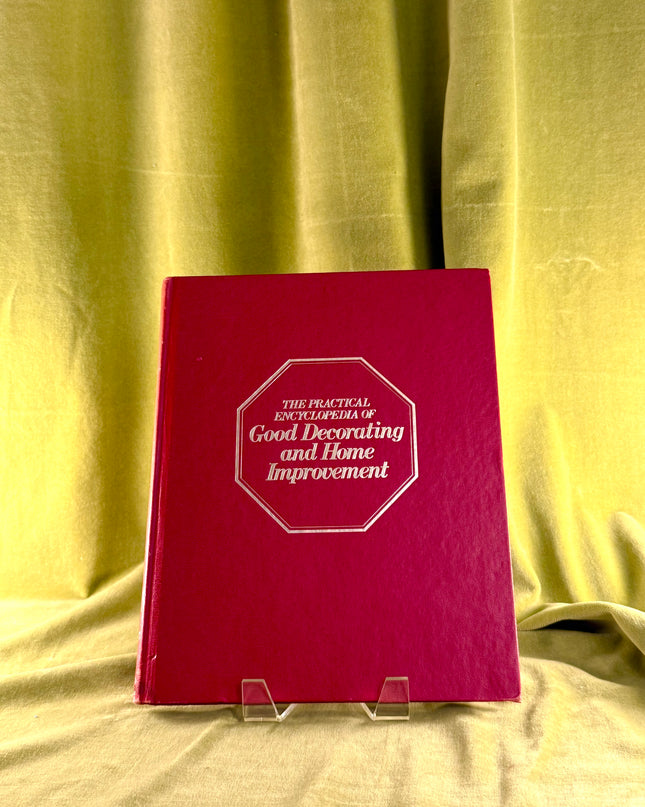 THE PRACTICAL
ENCYCLOPEDIA OF
Good Decorating
and Home
Improvement